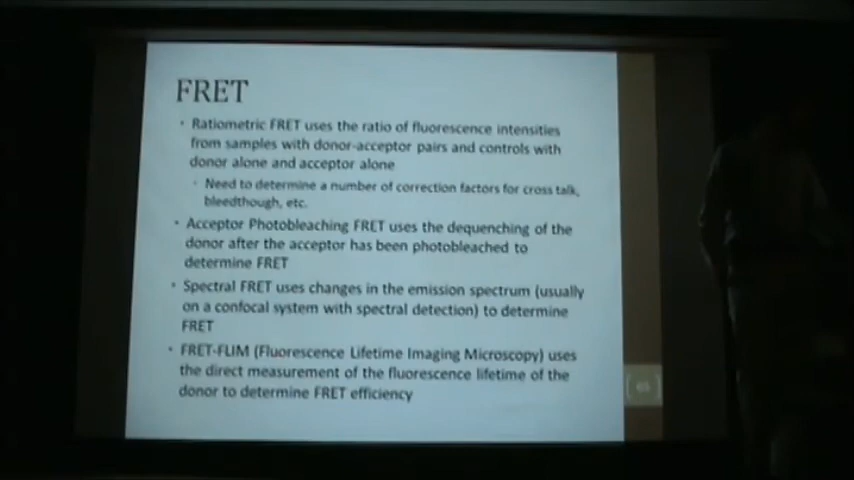 FRET
• Ratiometric FRET uses the ratio of fluorescence intensities
from samples with donor-acceptor pairs and controls with
donor alone and acceptor alone
• Need to determine a number of correction factors for cross talk,
bleedthough, etc.
• Acceptor Photobleaching FRET uses the dequenching of the
donor after the acceptor has been photobleached to
determine FRET
• Spectral FRET uses changes in the emission spectrum (usually
on a confocal system with spectral detection) to determine
FRET
• FRET-FLIM (Fluorescence Lifetime Imaging Microscopy) uses
the direct measurement of the fluorescence lifetime of the
donor to determine FRET efficiency